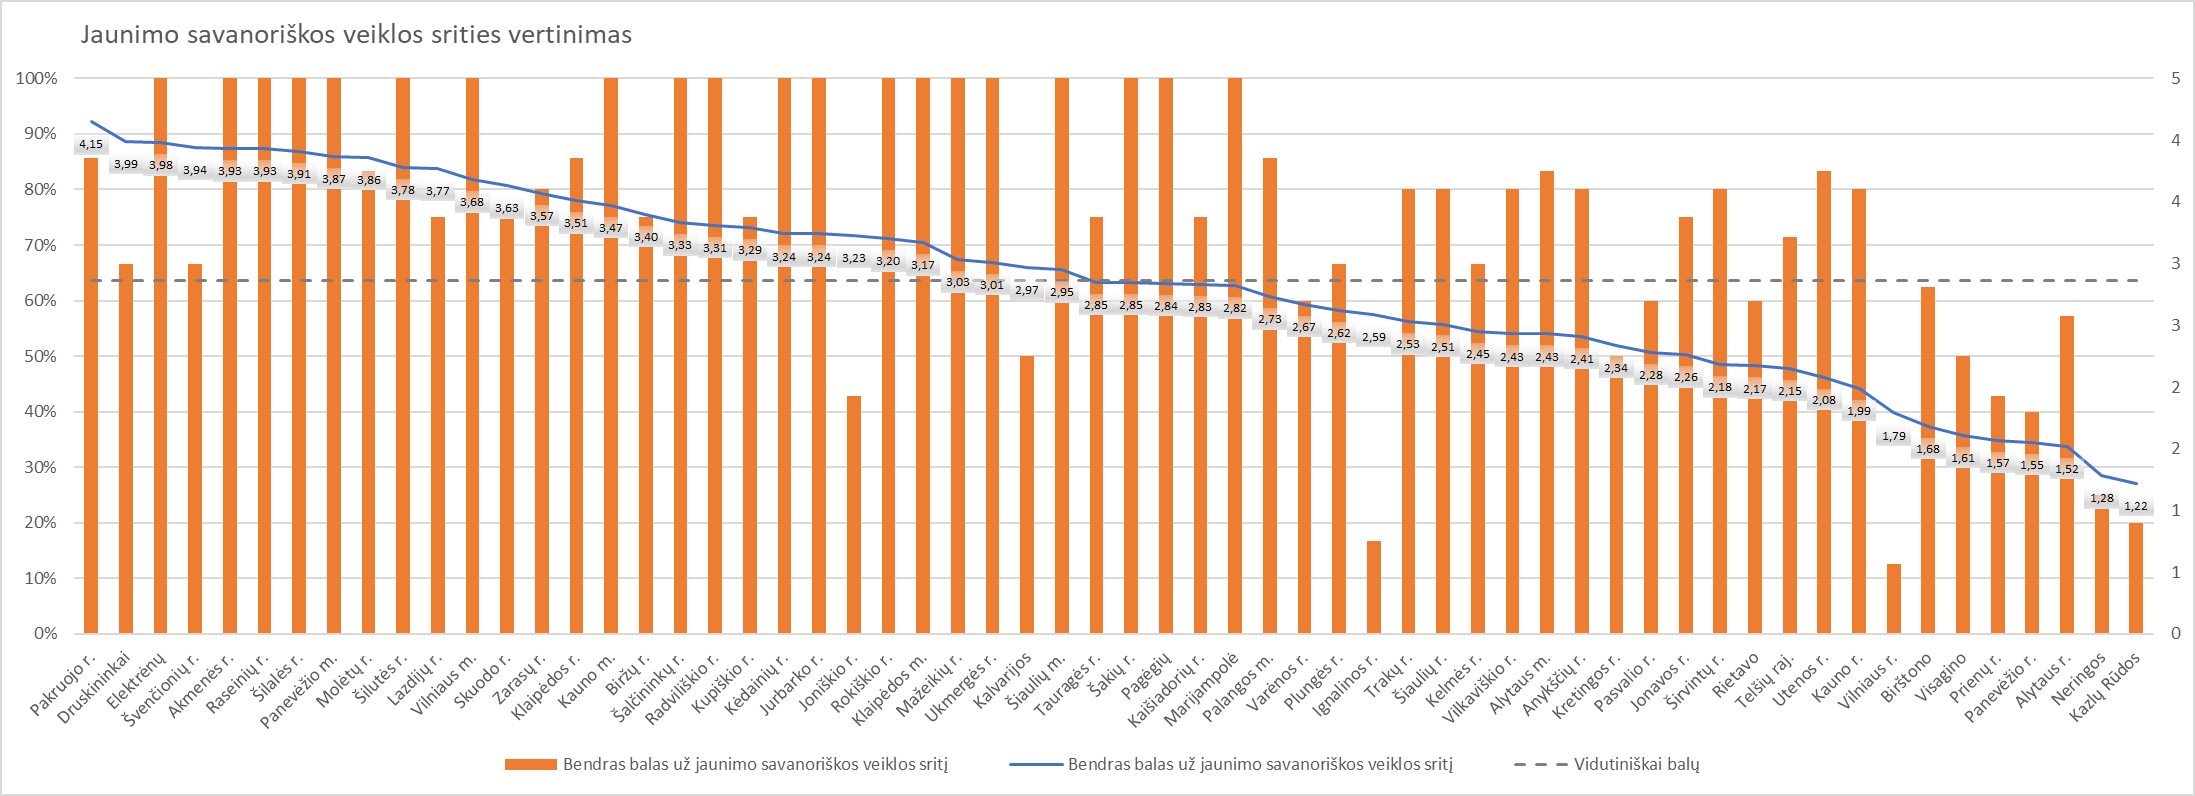 Jaunimo savanoriškos veiklos srities vertinimas
100%
90%
80%
70%
60%
50%
40%
30%
20%
10%
0%
5
4
4
3
3
2
2
1
1
0
4,15
3,99
3,98
3,94
3,93
3,93
3,91
3,87
3,86
3,78
3,77
3,68
3,63
3,57
3,51
3,47
3,40
3,33
3,31
3,29
3,24
3,24
3,23
3,20
3,17
3,03
3,01
2,97
2,95
2,85
2,85
2,84
2,83
2,82
2,73
2,67
2,62
2,59
2,53
2,51
2,45
2,43
2,43
2,41
2,34
2,28
2,26
2,18
2,17
2,15
2,08
1,99
1,79
1,68
1,61
1,57
1,55
1,52
1,28
1,22
Pakruojo r.
Druskininkai
Elektrėnų
Švenčionių r.
Akmenės r.
Raseinių r.
Šilalės r.
Panevėžio m.
Molėtų r.
Šilutės r.
Lazdijų r.
Vilniaus m.
Skuodo r.
Zarasų r.
Klaipėdos r.
Kauno m.
Biržų r.
Šalčininkų r.
Radviliškio r.
Kupiškio r.
Kėdainių r.
Jurbarko r.
Joniškio r.
Rokiškio r.
Klaipėdos m.
Mažeikių r.
Ukmergės r.
Kalvarijos
Šiaulių m.
Tauragės r.
Šakių r.
Pagėgių
Kaišiadorių r.
Marijampolė
Palangos m.
Varėnos r.
Plungės r.
Ignalinos r.
Trakų r.
Šiaulių r.
Kelmės r.
Vilkaviškio r.
Alytaus m.
Anykščių r.
Kretingos r.
Pasvalio r.
Jonavos r.
Širvintų r.
Rietavo
Telšių raj.
Utenos r.
Kauno r.
Vilniaus r.
Birštono
Visagino
Prienų r.
Panevėžio r.
Alytaus r.
Neringos
Kazlų Rudos
Bendras balas už jaunimo savanoriškos veiklos sritį
Bendras balas už jaunimo savanoriškos veiklos sritį
Vidutiniškai balų